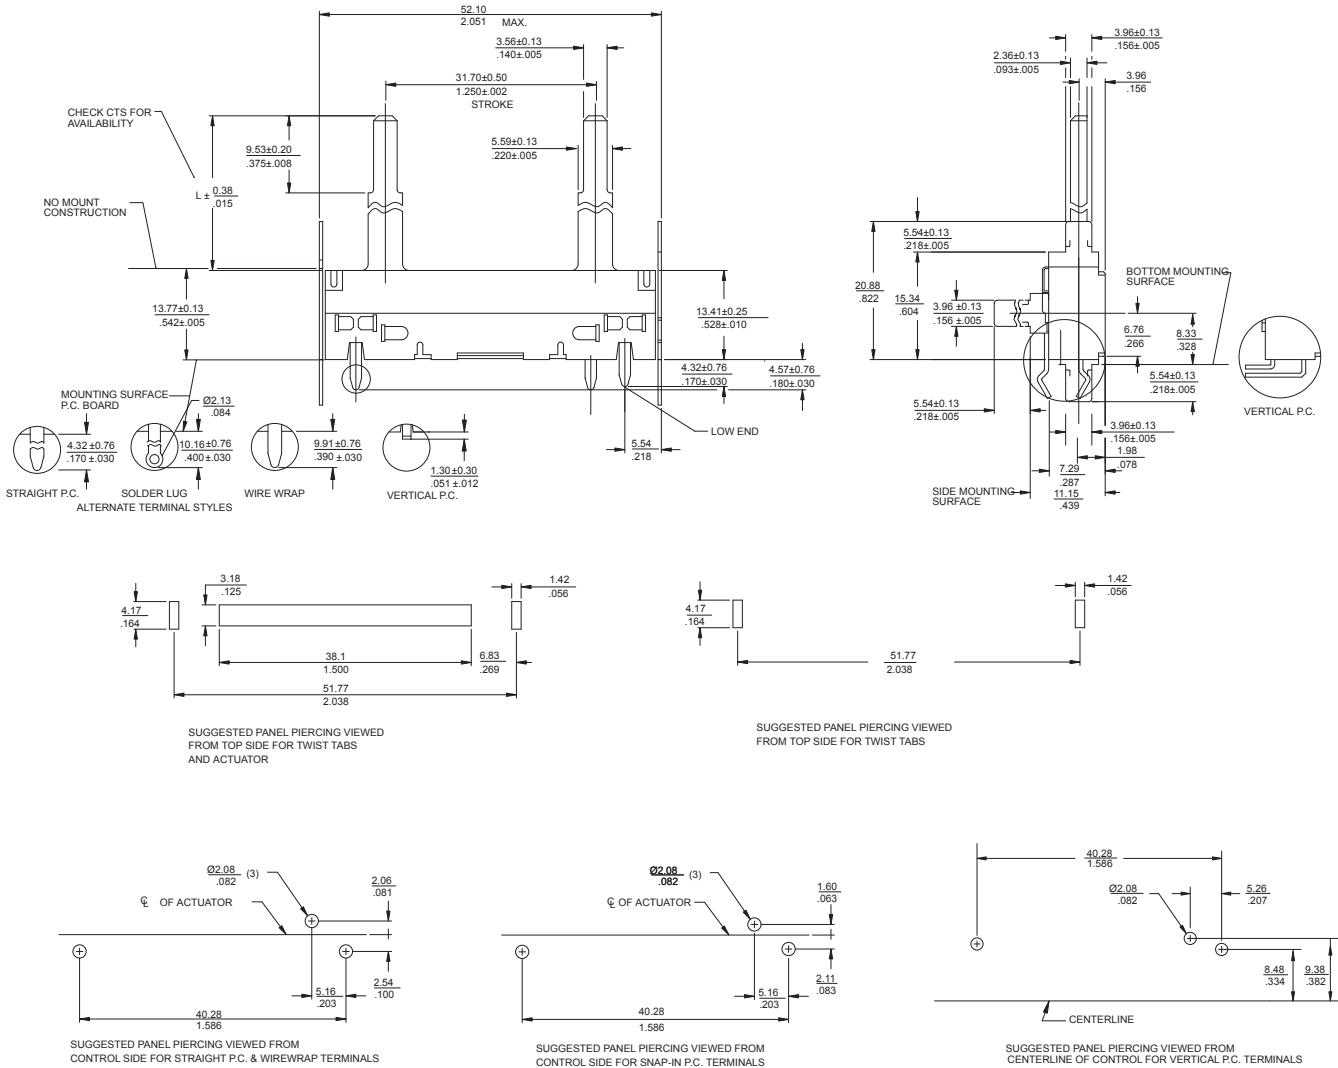 52.10
2.051 MAX.
3.56±0.13
.140±.005
31.70±0.50
1.250±.002
STROKE
CHECK CTS FOR
AVAILABILITY
9.53±0.20
.375±.008
5.59±0.13
.220±.005
L ± 0.38
.015
NO MOUNT
CONSTRUCTION
13.77±0.13
.542±.005
13.41±0.25
.528±.010
4.32±0.76
.170±.030
4.57±0.76
.180±.030
MOUNTING SURFACE
P.C. BOARD
Ø2.13
.084
LOW END
5.54
.218
4.32±0.76
.170±.030
10.16±0.76
.400±.030
9.91±0.76
.390±.030
1.30±0.30
.051±.012
STRAIGHT P.C.
SOLDER LUG
WIRE WRAP
VERTICAL P.C.
ALTERNATE TERMINAL STYLES
3.96±0.13
.156±.005
2.36±0.13
.093±.005
3.96
.156
5.54±0.13
.218±.005
20.88
.822
15.34
.604
3.96±0.13
.156±.005
BOTTOM MOUNTING
SURFACE
6.76
.266
8.33
.328
5.54±0.13
.218±.005
5.54±0.13
.218±.005
3.96±0.13
.156±.005
1.98
.078
7.29
.287
11.15
.439
SIDE MOUNTING
SURFACE
VERTICAL P.C.
3.18
.125
1.42
.056
4.17
.164
38.1
1.500
6.83
.269
51.77
2.038
SUGGESTED PANEL PIERCING VIEWED
FROM TOP SIDE FOR TWIST TABS
AND ACTUATOR
1.42
.056
4.17
.164
51.77
2.038
SUGGESTED PANEL PIERCING VIEWED
FROM TOP SIDE FOR TWIST TABS
Ø2.08
.082 (3)
2.06
.081
℄ OF ACTUATOR
2.54
.100
5.16
.203
40.28
1.586
SUGGESTED PANEL PIERCING VIEWED FROM
CONTROL SIDE FOR STRAIGHT P.C. & WIREWRAP TERMINALS
Ø2.08
.082 (3)
1.60
.063
℄ OF ACTUATOR
2.11
.083
5.16
.203
40.28
1.586
SUGGESTED PANEL PIERCING VIEWED FROM
CONTROL SIDE FOR SNAP-IN P.C. TERMINALS
40.28
1.586
Ø2.08
.082
5.26
.207
8.48
.334
9.38
.382
CENTERLINE
SUGGESTED PANEL PIERCING VIEWED FROM
CENTERLINE OF CONTROL FOR VERTICAL P.C. TERMINALS